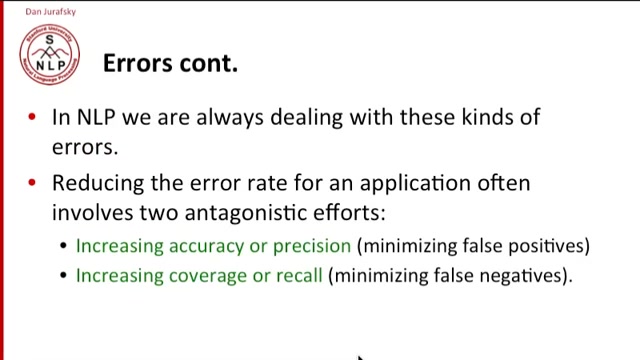 Dan Jurafsky
Stanford University
S
N L P
Natural Language Processing
Errors cont.
• In NLP we are always dealing with these kinds of
errors.
• Reducing the error rate for an application often
involves two antagonistic efforts:
• Increasing accuracy or precision (minimizing false positives)
• Increasing coverage or recall (minimizing false negatives).